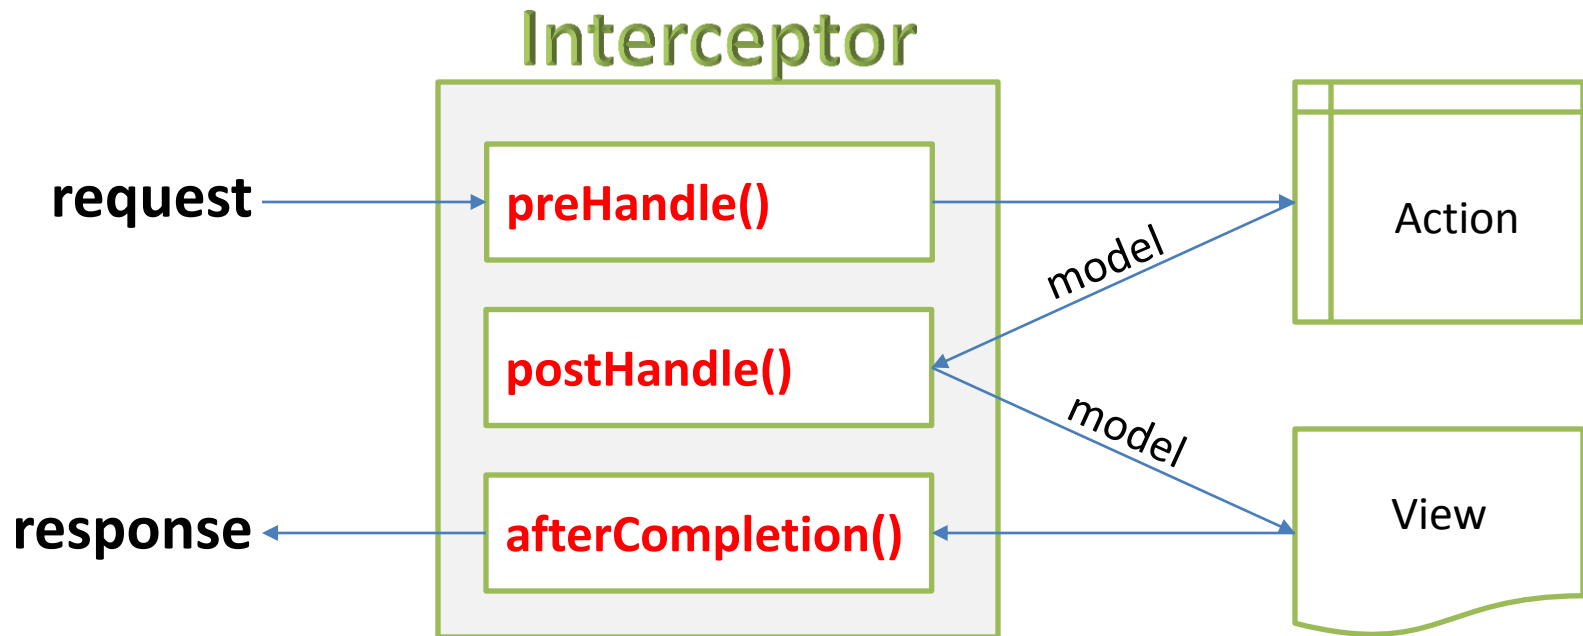 Interceptor
request
preHandle()
Action
model
postHandle()
model
response
afterCompletion()
View